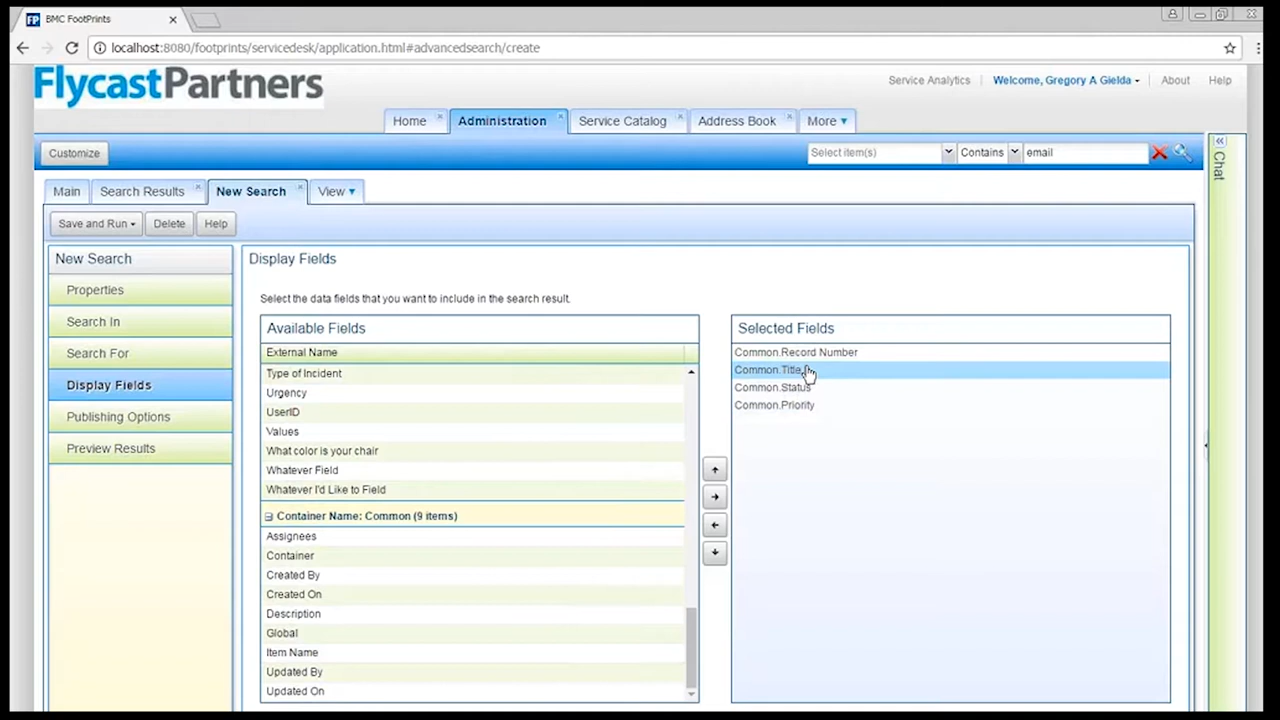 FP BMC FootPrints
localhost:8080/footprints/servicedesk/application.html#advancedsearch/create
FlycastPartners
Service Analytics Welcome, Gregory A Gielda About Help
Home Administration Service Catalog Address Book More
Customize Select item(s) Contains email
Chat
Main Search Results New Search View
Save and Run Delete Help
New Search
Properties
Search In
Search For
Display Fields
Publishing Options
Preview Results
Display Fields
Select the data fields that you want to include in the search result.
Available Fields
External Name
Type of Incident
Urgency
UserID
Values
What color is your chair
Whatever Field
Whatever I'd Like to Field
Container Name: Common (9 items)
Assignees
Container
Created By
Created On
Description
Global
Item Name
Updated By
Updated On
Selected Fields
Common.Record Number
Common.Title
Common.Status
Common.Priority